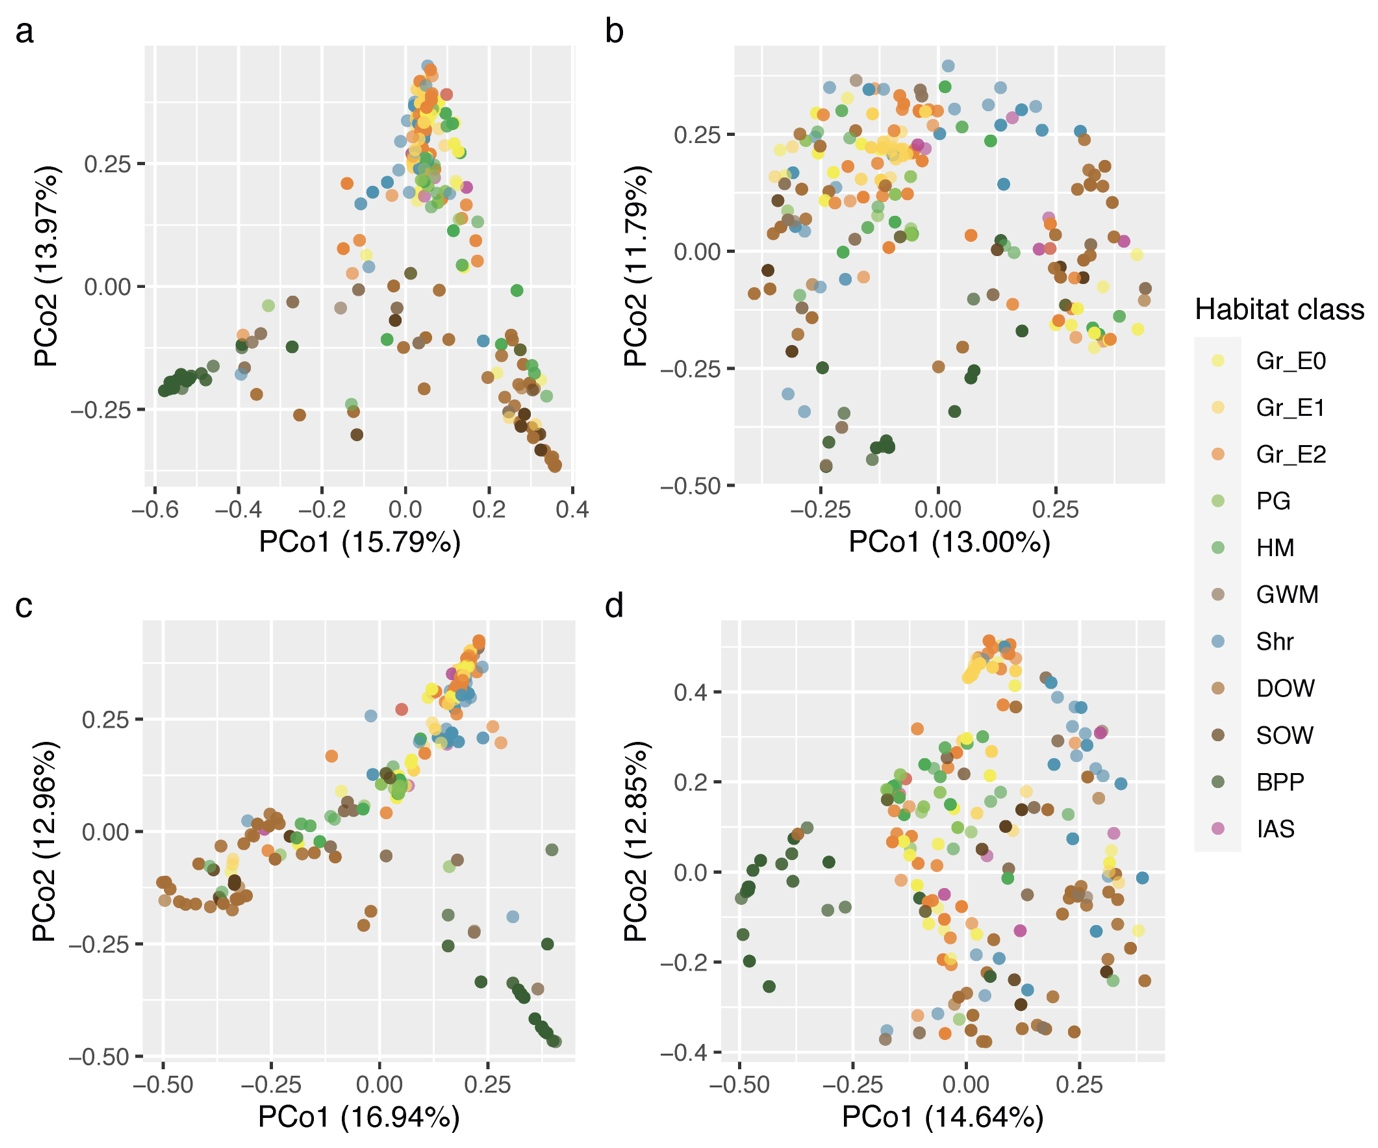 a
b
0.25
0.00
−0.25
PCo2 (13.97%)
−0.6
−0.4
−0.2
0.0
0.2
0.4
PCo1 (15.79%)
0.25
0.00
−0.25
−0.50
PCo2 (11.79%)
−0.25
0.00
0.25
PCo1 (13.00%)
c
d
0.25
0.00
−0.25
−0.50
PCo2 (12.96%)
−0.50
−0.25
0.00
0.25
PCo1 (16.94%)
0.4
0.2
0.0
−0.2
−0.4
PCo2 (12.85%)
−0.50
−0.25
0.00
0.25
PCo1 (14.64%)
Habitat class
Gr_E0
Gr_E1
Gr_E2
PG
HM
GWM
Shr
DOW
SOW
BPP
IAS